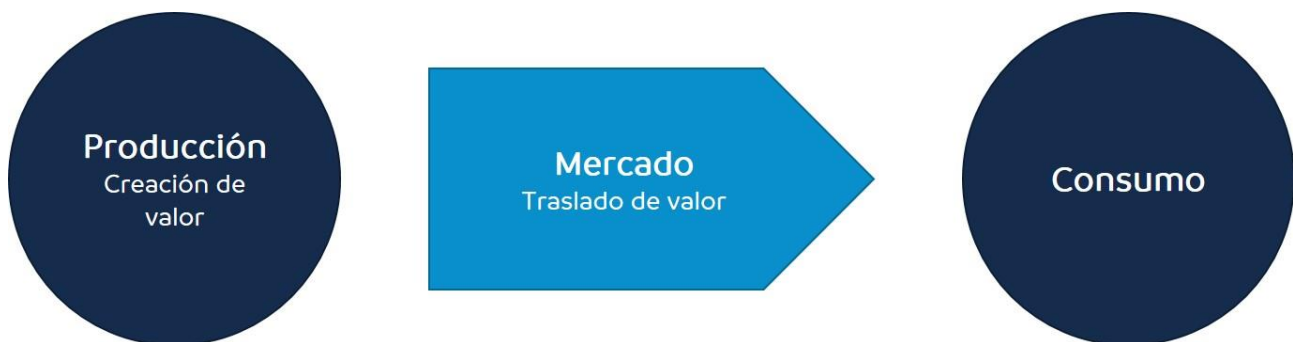 Producción
Creación de
valor
Mercado
Traslado de valor
Consumo